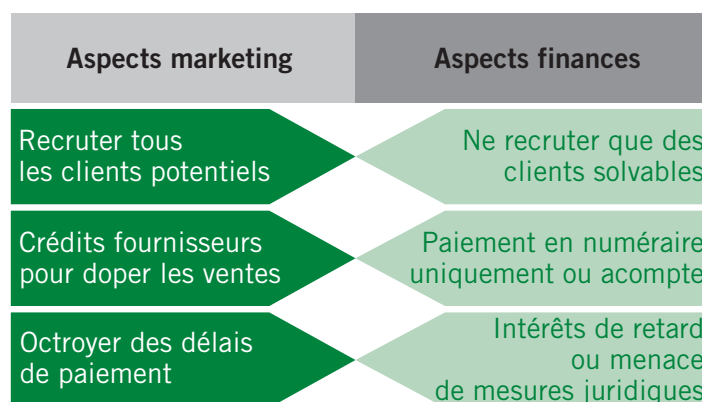 Aspects marketing
Aspects finances
Recruter tous
les clients potentiels
Ne recruter que des
clients solvables
Crédits fournisseurs
pour doper les ventes
Paiement en numéraire
uniquement ou acompte
Octroyer des délais
de paiement
Intérêts de retard
ou menace
de mesures juridiques